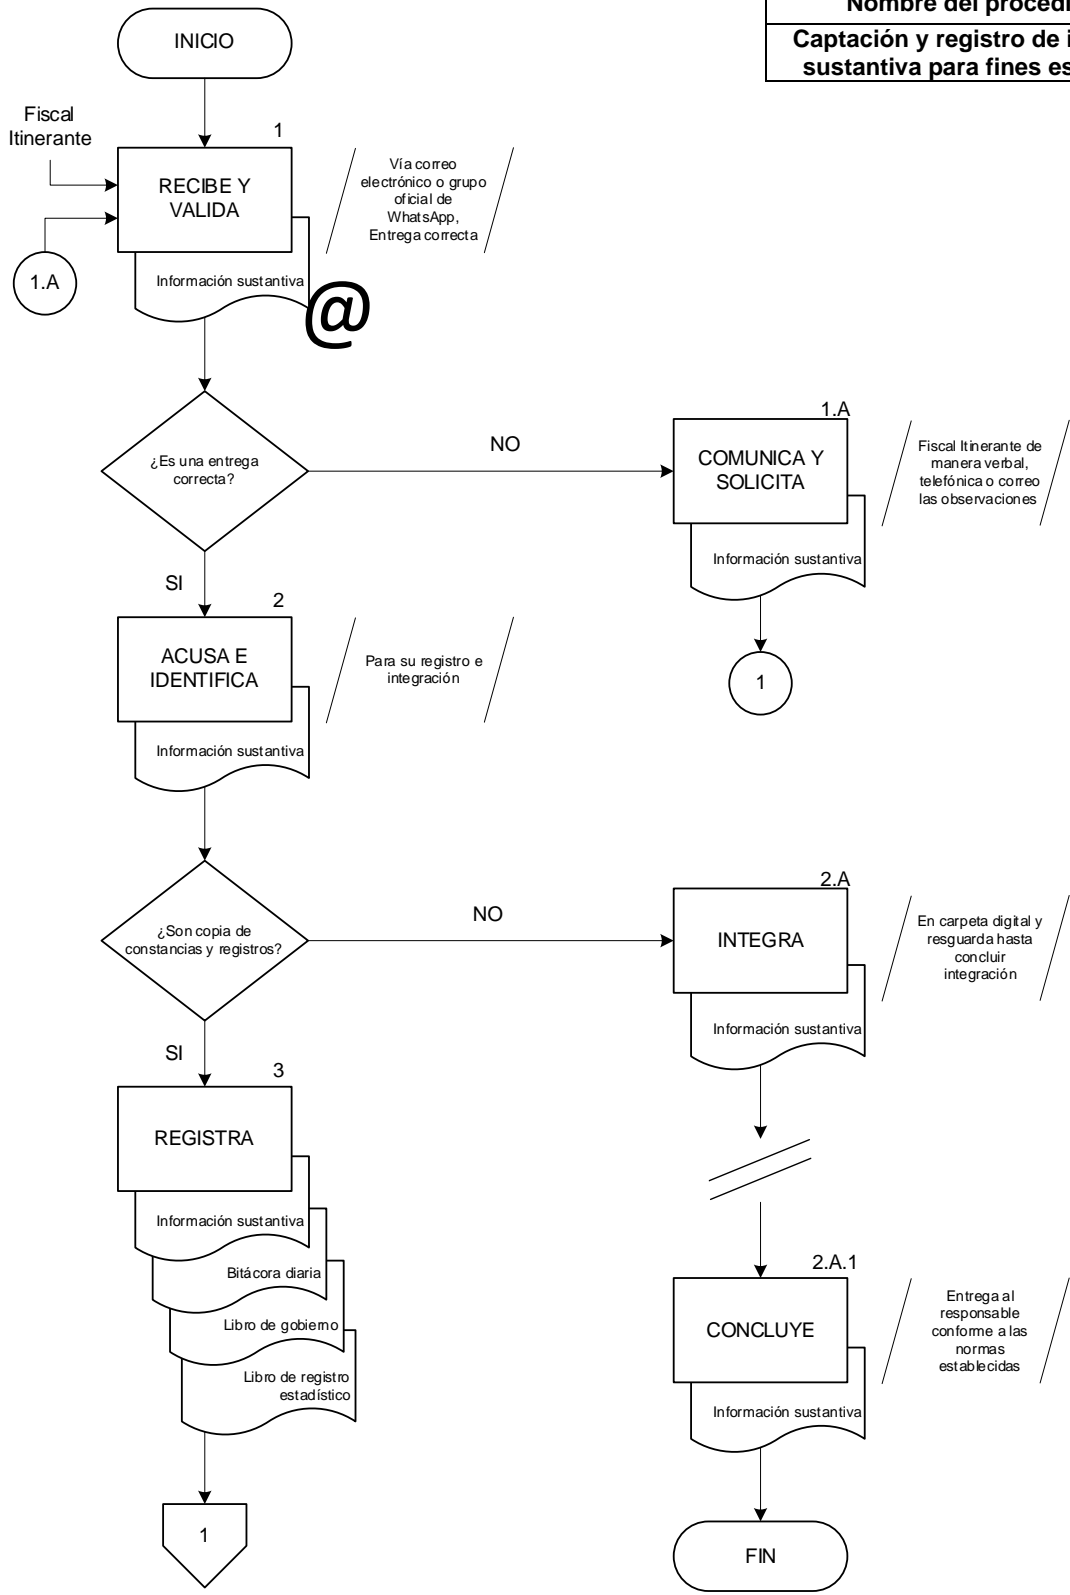 Nombre del procedi
Captación y registro de i
sustantiva para fines es
INICIO
Fiscal
Itinerante
1
RECIBE Y
VALIDA
Vía correo
electrónico o grupo
oficial de
WhatsApp,
Entrega correcta
1.A
Información sustantiva
@
¿Es una entrega
correcta?
NO
1.A
COMUNICA Y
SOLICITA
Fiscal Itinerante de
manera verbal,
telefónica o correo
las observaciones
Información sustantiva
1
SI
2
ACUSA E
IDENTIFICA
Para su registro e
integración
Información sustantiva
¿Son copia de
constancias y registros?
NO
2.A
INTEGRA
En carpeta digital y
resguarda hasta
concluir
integración
Información sustantiva
SI
3
REGISTRA
Información sustantiva
Bitácora diaria
Libro de gobierno
Libro de registro
estadístico
1
2.A.1
CONCLUYE
Entrega al
responsable
conforme a las
normas
establecidas
Información sustantiva
FIN